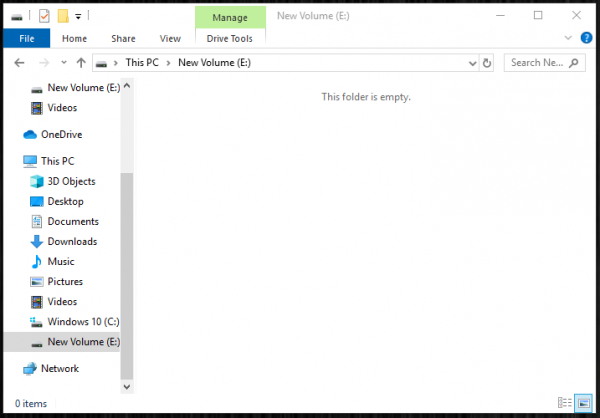 Manage
New Volume (E:)
File
Home
Share
View
Drive Tools
This PC
New Volume (E:)
Search Ne...
New Volume (E:)
Videos
OneDrive
This PC
3D Objects
Desktop
Documents
Downloads
Music
Pictures
Videos
Windows 10 (C:)
New Volume (E:)
Network
This folder is empty.
0 items